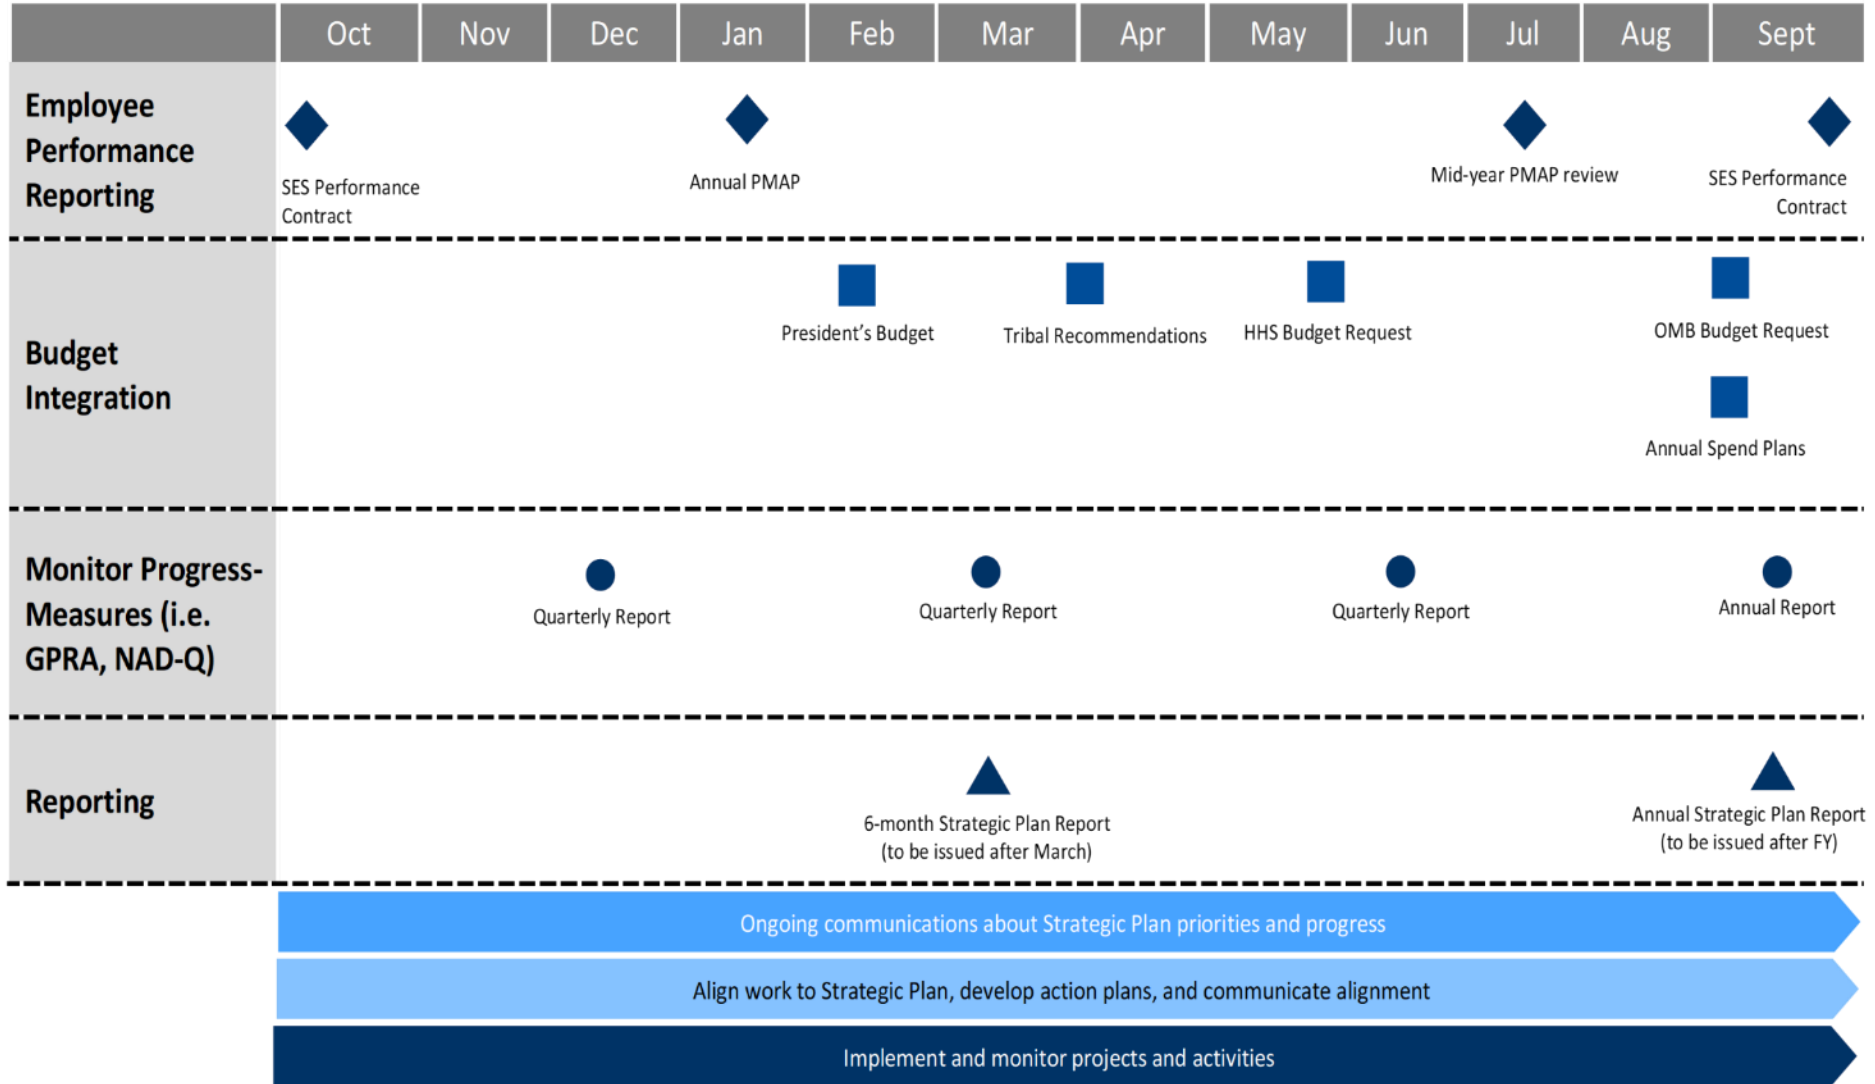 Oct Nov Dec Jan Feb Mar Apr May Jun Jul Aug Sept
Employee
Performance
Reporting
SES Performance
Contract
Annual PMAP
Mid-year PMAP review
SES Performance
Contract
Budget
Integration
President's Budget
Tribal Recommendations
HHS Budget Request
OMB Budget Request
Annual Spend Plans
Monitor Progress-
Measures (i.e.
GPRA, NAD-Q)
Quarterly Report
Quarterly Report
Quarterly Report
Annual Report
Reporting
6-month Strategic Plan Report
(to be issued after March)
Annual Strategic Plan Report
(to be issued after FY)
Ongoing communications about Strategic Plan priorities and progress
Align work to Strategic Plan, develop action plans, and communicate alignment
Implement and monitor projects and activities